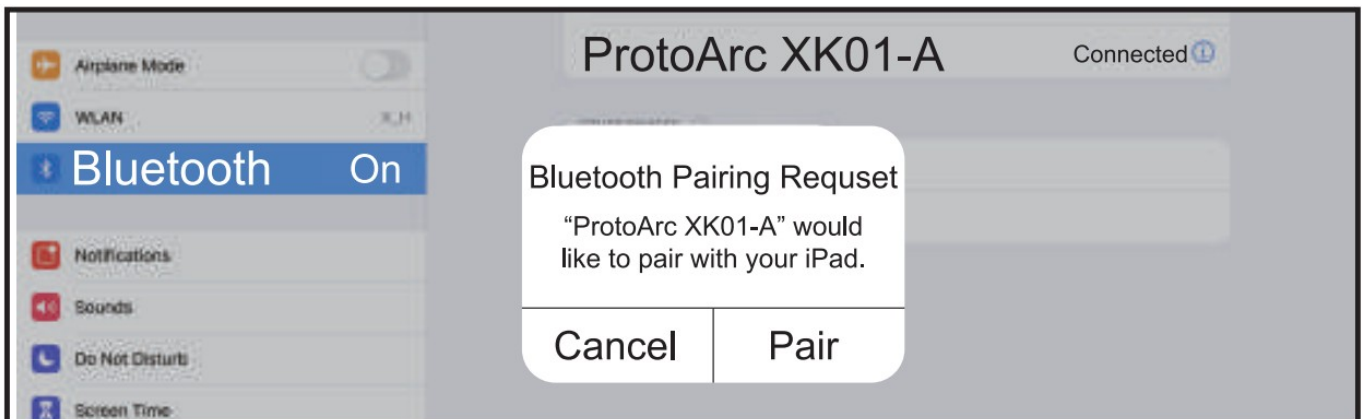 Airplane Mode
WLAN X_H
Bluetooth On
Notifications
Sounds
Do Not Disturb
Screen Time
ProtoArc XK01-A Connected
Bluetooth Pairing Requset
“ProtoArc XK01-A” would
like to pair with your iPad.
Cancel Pair